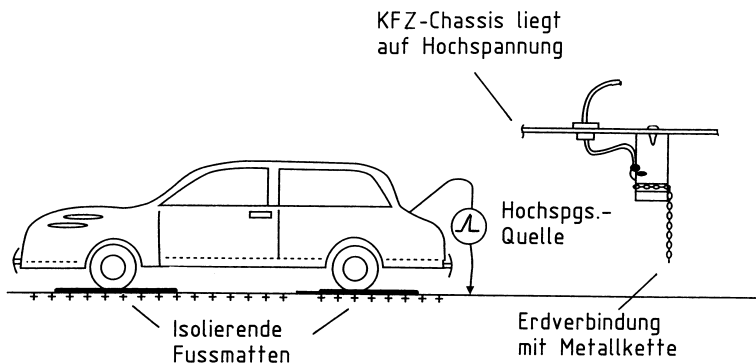 KFZ-Chassis liegt
auf Hochspannung
Hochspgs.-
Quelle
Isolierende
Fussmatten
Erdverbindung
mit Metallkette